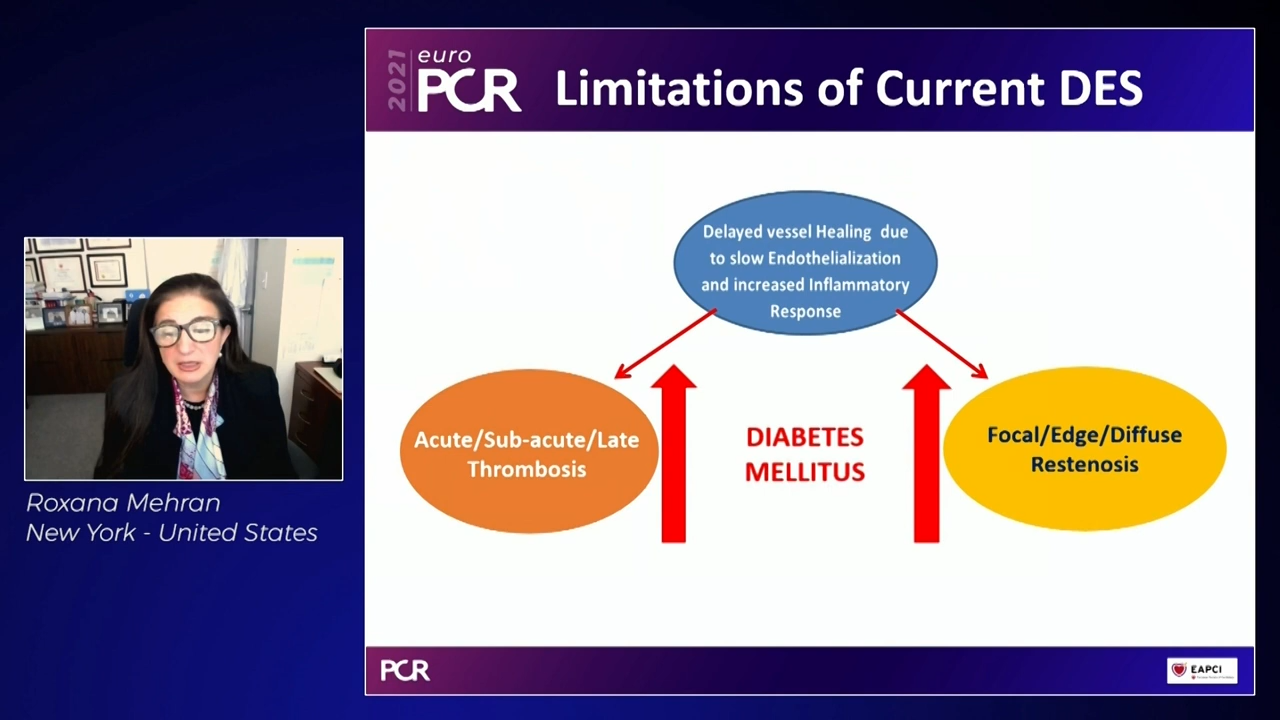 2021
euro
PCR
Limitations of Current DES
Delayed vessel Healing due
to slow Endothelialization
and increased Inflammatory
Response
Acute/Sub-acute/Late
Thrombosis
DIABETES
MELLITUS
Focal/Edge/Diffuse
Restenosis
Roxana Mehran
New York - United States
PCR
EAPCI